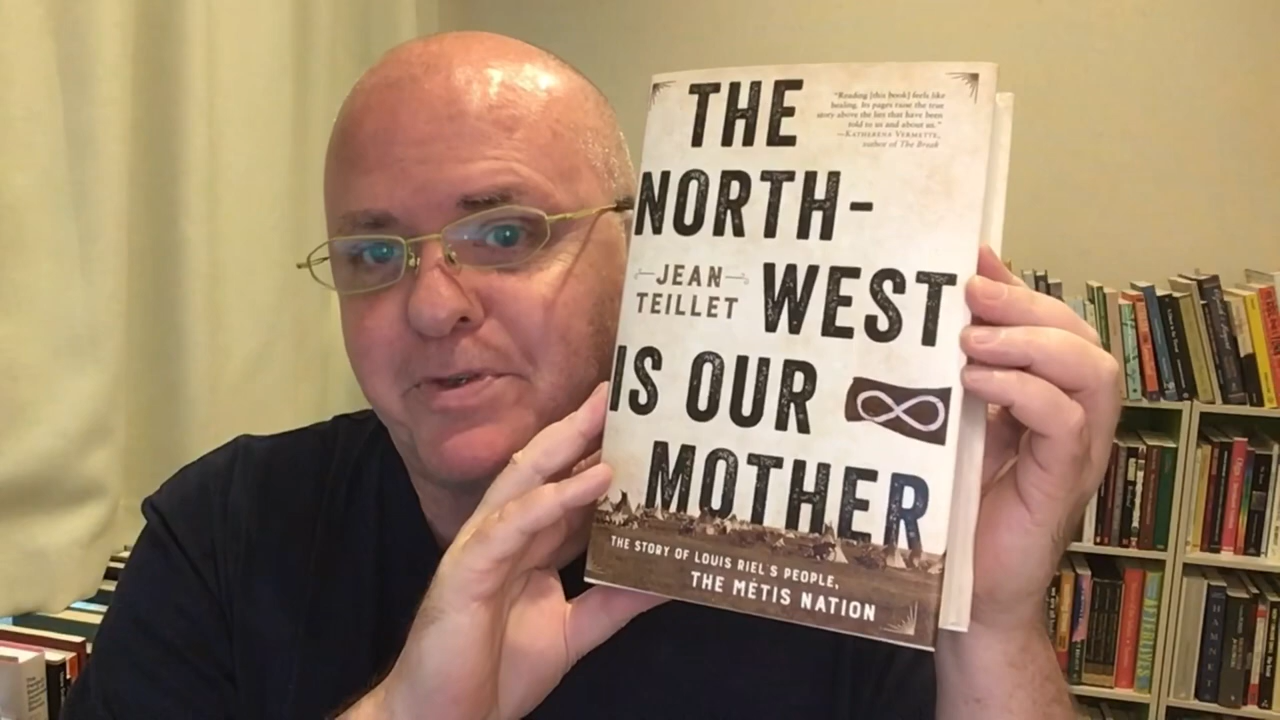 THE
"Reading [this book] feels like
healing. Its pages raise the true
story above the lies that have been
told to us and about us."
—KATHERENA VERMETTE,
author of The Break
NORTH-
JEAN
TEILLET
WEST
IS OUR
MOTHER
THE STORY OF LOUIS RIEL'S PEOPLE,
THE MÉTIS NATION
HAMNET